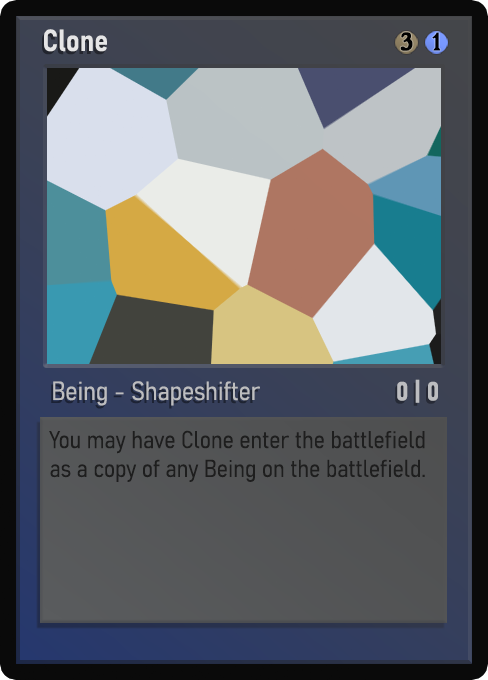 Clone 3 1
Being - Shapeshifter 0|0
You may have Clone enter the battlefield
as a copy of any Being on the battlefield.